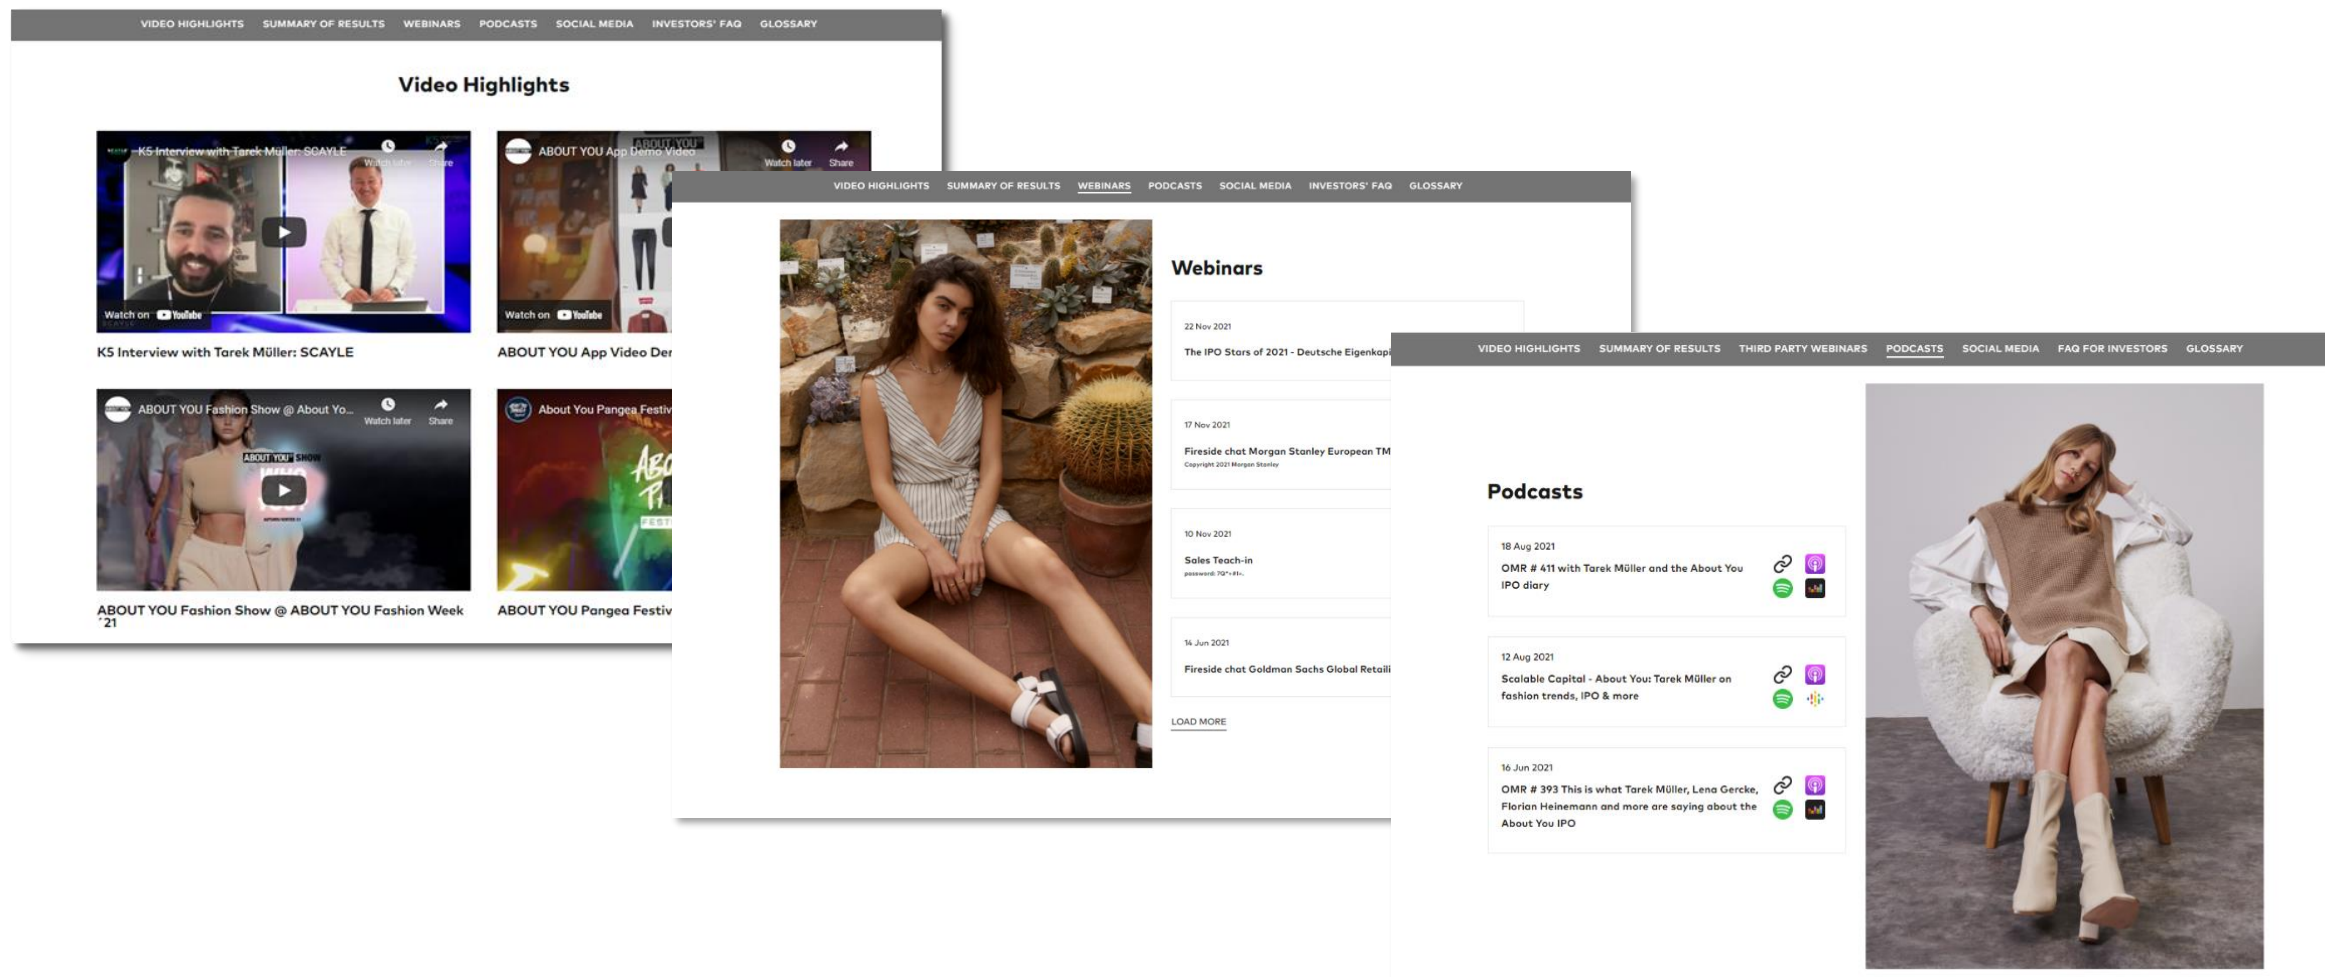 VIDEO HIGHLIGHTS SUMMARY OF RESULTS WEBINARS PODCASTS SOCIAL MEDIA INVESTORS' FAQ GLOSSARY
Video Highlights
K5 Interview with Tarek Müller: SCAYLE
Watch later Share
Watch on YouTube
K5 Interview with Tarek Müller: SCAYLE
ABOUT YOU App Demo Video
ABOUT YOU
Watch later Share
Watch on YouTube
ABOUT YOU App Video Der
ABOUT YOU Fashion Show @ About Yo...
Watch later Share
ABOUT YOU SHOW
ABOUT YOU Fashion Show @ ABOUT YOU Fashion Week
´21
About You Pangea Festiv
ABOUT YOU Pangea Festiv
VIDEO HIGHLIGHTS SUMMARY OF RESULTS WEBINARS PODCASTS SOCIAL MEDIA INVESTORS' FAQ GLOSSARY
Webinars
22 Nov 2021
The IPO Stars of 2021 - Deutsche Eigenkapi
17 Nov 2021
Fireside chat Morgan Stanley European TM
Copyright 2021 Morgan Stanley
10 Nov 2021
Sales Teach-in
password:
14 Jun 2021
Fireside chat Goldman Sachs Global Retaili
LOAD MORE
VIDEO HIGHLIGHTS SUMMARY OF RESULTS THIRD PARTY WEBINARS PODCASTS SOCIAL MEDIA FAQ FOR INVESTORS GLOSSARY
Podcasts
18 Aug 2021
OMR # 411 with Tarek Müller and the About You
IPO diary
12 Aug 2021
Scalable Capital - About You: Tarek Müller on
fashion trends, IPO & more
16 Jun 2021
OMR # 393 This is what Tarek Müller, Lena Gercke,
Florian Heinemann and more are saying about the
About You IPO